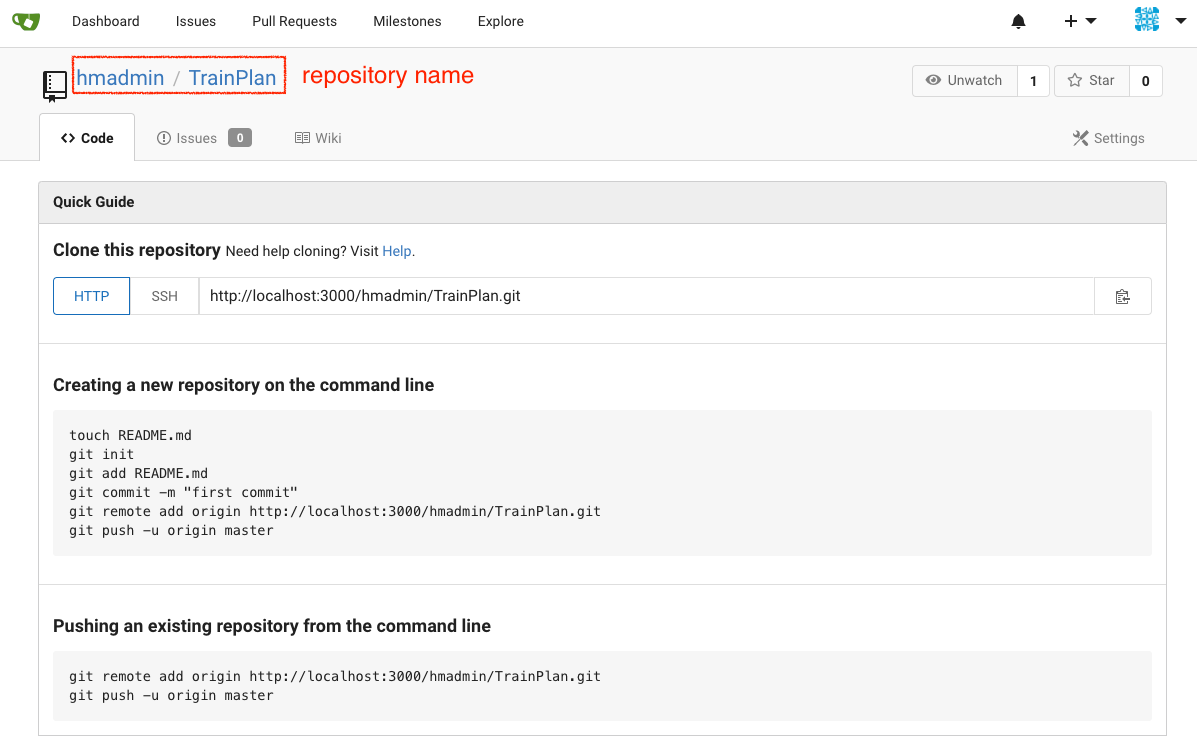 Dashboard Issues Pull Requests Milestones Explore
hmadmin / TrainPlan repository name Unwatch 1 Star 0
Code Issues 0 Wiki Settings
Quick Guide
Clone this repository Need help cloning? Visit Help.
HTTP SSH http://localhost:3000/hmadmin/TrainPlan.git
Creating a new repository on the command line
touch README.md
git init
git add README.md
git commit -m "first commit"
git remote add origin http://localhost:3000/hmadmin/TrainPlan.git
git push -u origin master
Pushing an existing repository from the command line
git remote add origin http://localhost:3000/hmadmin/TrainPlan.git
git push -u origin master